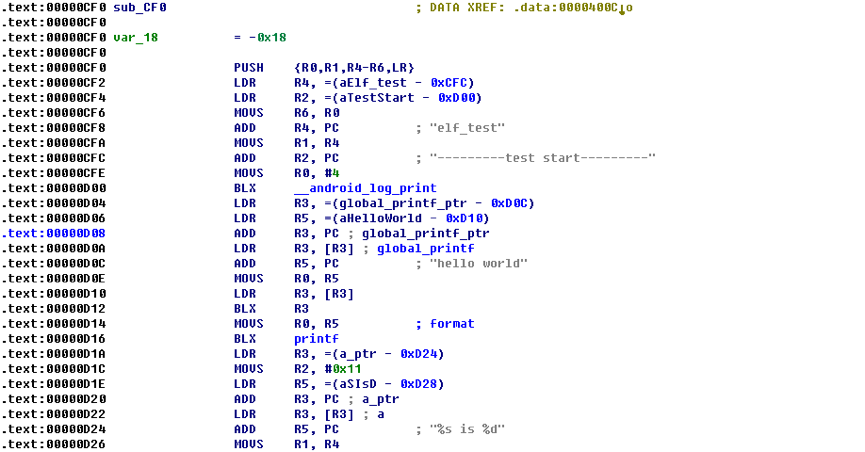 .text:00000CF0 sub_CF0 ; DATA XREF: .data:0000400C↓o
.text:00000CF0
.text:00000CF0 var_18 = -0x18
.text:00000CF0
.text:00000CF0 PUSH {R0,R1,R4-R6,LR}
.text:00000CF2 LDR R4, =(aElf_test - 0xCFC)
.text:00000CF4 LDR R2, =(aTestStart - 0xD00)
.text:00000CF6 MOVS R6, R0
.text:00000CF8 ADD R4, PC ; "elf_test"
.text:00000CFA MOVS R1, R4
.text:00000CFC ADD R2, PC ; "---------test start---------"
.text:00000CFE MOVS R0, #4
.text:00000D00 BLX __android_log_print
.text:00000D04 LDR R3, =(global_printf_ptr - 0xD0C)
.text:00000D06 LDR R5, =(aHelloWorld - 0xD10)
.text:00000D08 ADD R3, PC ; global_printf_ptr
.text:00000D0A LDR R3, [R3] ; global_printf
.text:00000D0C ADD R5, PC ; "hello world"
.text:00000D0E MOVS R0, R5
.text:00000D10 LDR R3, [R3]
.text:00000D12 BLX R3
.text:00000D14 MOVS R0, R5 ; format
.text:00000D16 BLX printf
.text:00000D1A LDR R3, =(a_ptr - 0xD24)
.text:00000D1C MOVS R2, #0x11
.text:00000D1E LDR R5, =(aSIsD - 0xD28)
.text:00000D20 ADD R3, PC ; a_ptr
.text:00000D22 LDR R3, [R3] ; a
.text:00000D24 ADD R5, PC ; "%s is %d"
.text:00000D26 MOVS R1, R4